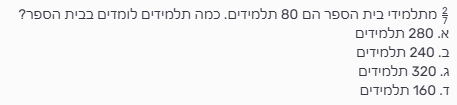 2/7 מתלמידי בית הספר הם 80 תלמידים. כמה תלמידים לומדים בבית הספר?
א. 280 תלמידים
ב. 240 תלמידים
ג. 320 תלמידים
ד. 160 תלמידים